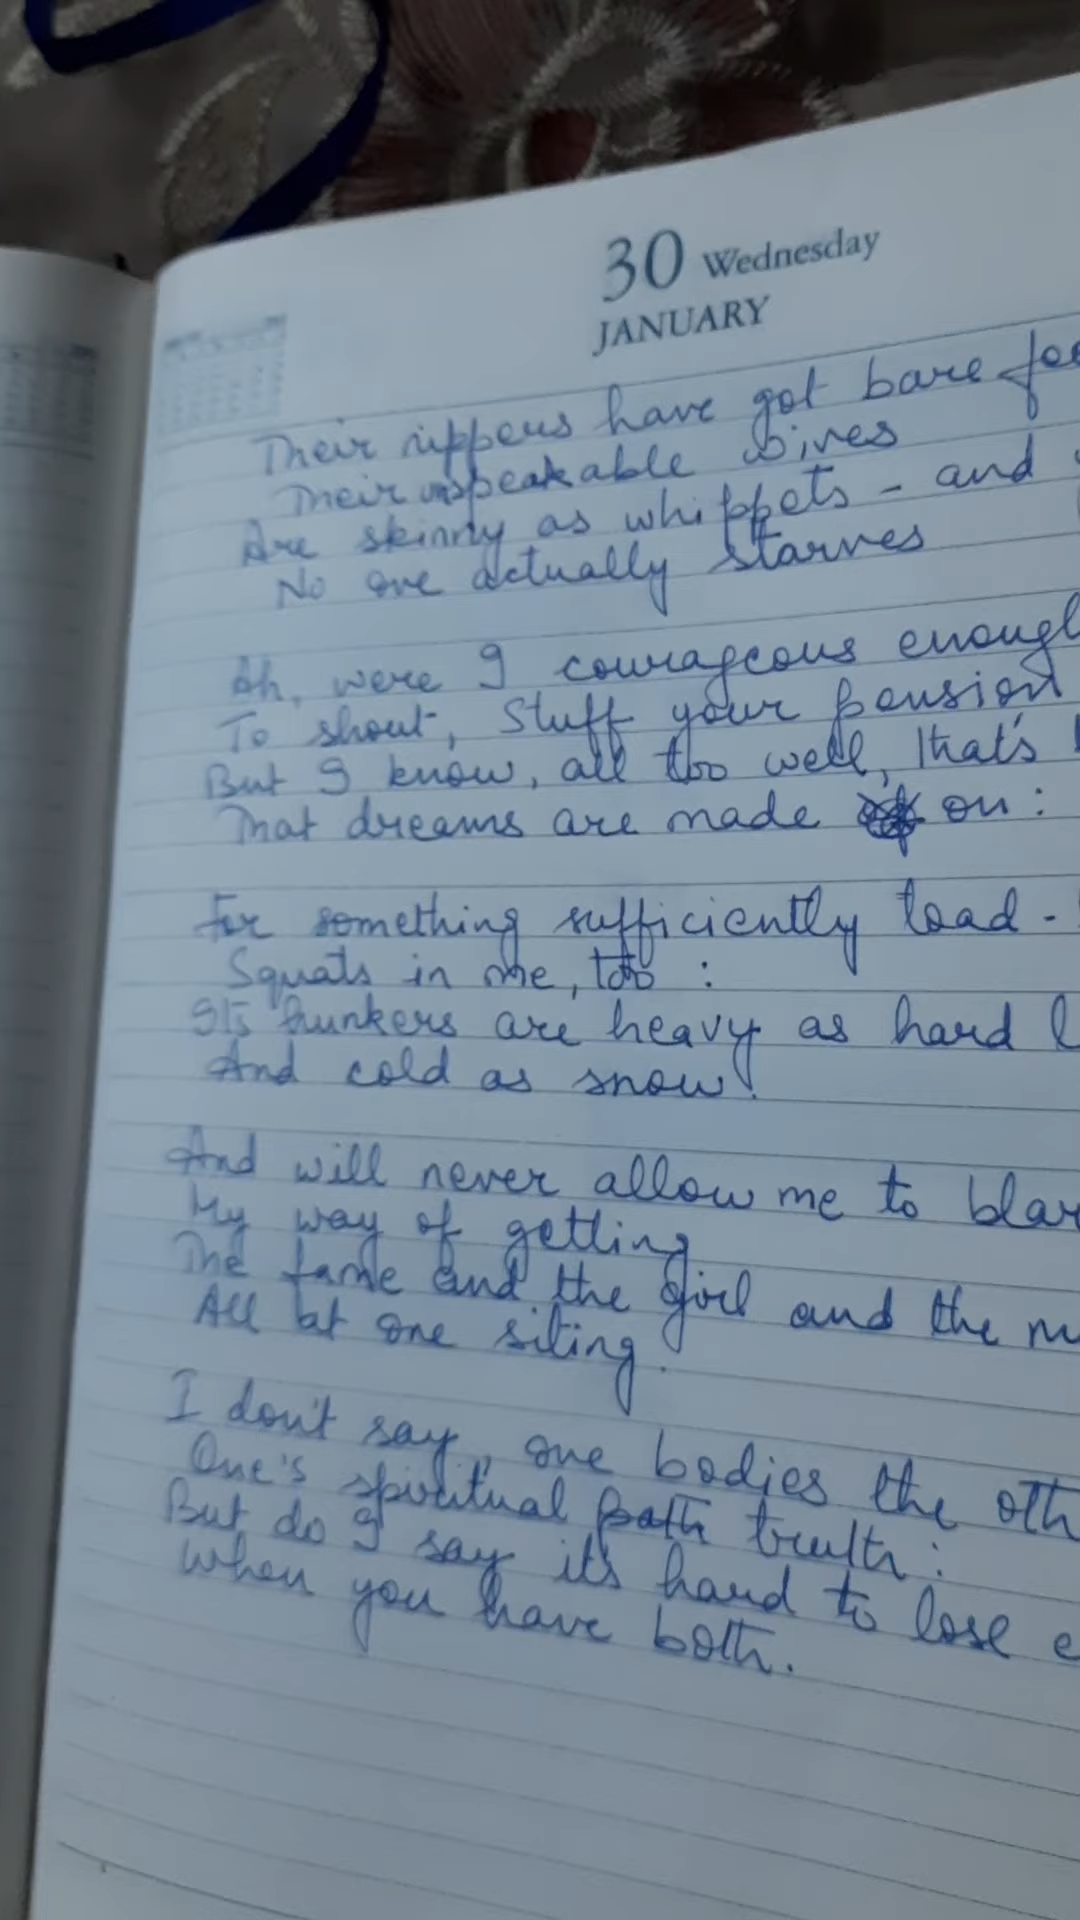 30 Wednesday
JANUARY
Their nippers have got bare fee
Their unspeakable wives
Are skinny as whippets - and
No one actually starves
Ah, were I courageous enough
To shout, Stuff your pension
But I know, all too well, that's
That dreams are made on:
For something sufficiently toad -
Squats in me, too :
Its hunkers are heavy as hard l
And cold as snow!
And will never allow me to blar
My way of getting
The fame and the girl and the m
All at one siting.
I don't say, one bodies the oth
One's spiritual path truth:
But do I say it's hard to lose e
When you have both.